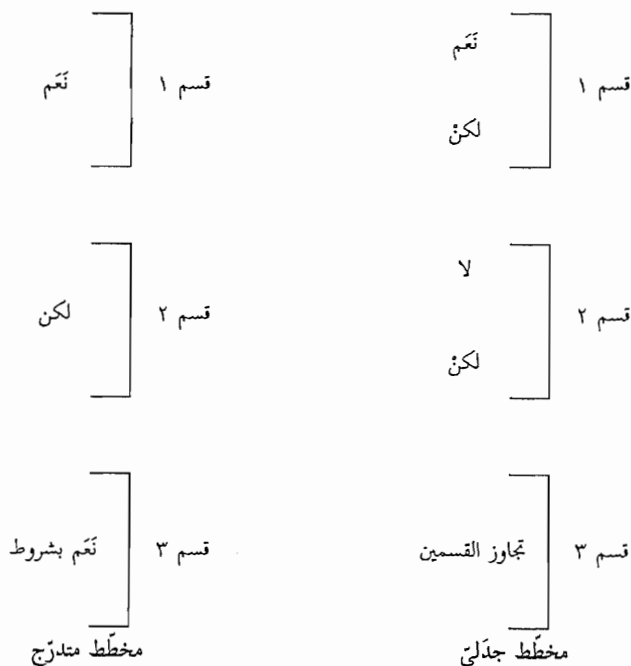 نَعَم
قسم ١
لكنْ
لا
قسم ٢
لكنْ
قسم ٣ تجاوز القسمين
مخطّط جدَليّ
قسم ١ نَعَم
قسم ٢ لكن
قسم ٣ نَعَم بشروط
مخطّط متدرّج